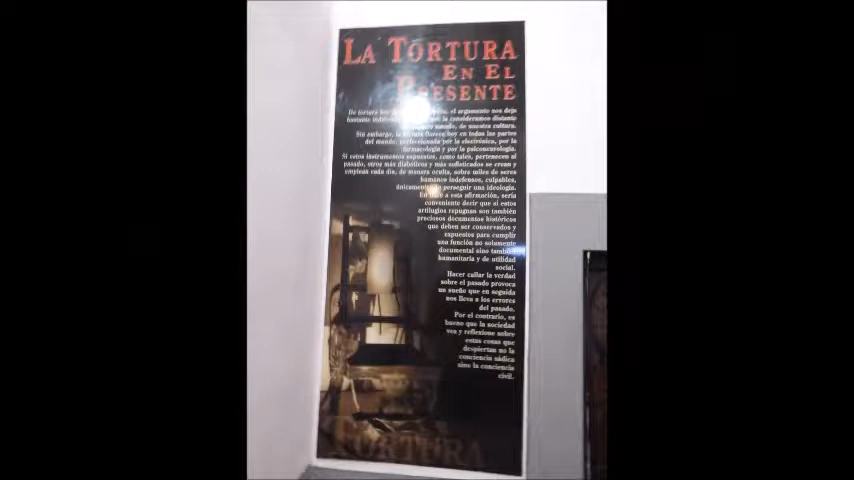 LA TORTURA
EN EL
PRESENTE
De tortura el argumento nos deja
bastante la consideramos distante
de nuestra cultura.
Sin embargo, la tortura florece hoy en todas las partes
del mundo, perfeccionada por la electrónica, por la
farmacología y por la psiconeurología.
Si estos instrumentos expuestos, como tales, pertenecen al
pasado, otros más diabólicos y más sofisticados se crean y
emplean cada día, de manera oculta, sobre miles de seres
humanos indefensos, culpables,
únicamente perseguir una ideología.
En base a esta afirmación, sería
conveniente decir que si estos
artilugios repugnan son también
preciosos documentos históricos
que deben ser conservados y
expuestos para cumplir
una función no solamente
documental sino también
humanitaria y de utilidad
social.
Hacer callar la verdad
sobre el pasado provoca
un sueño que en seguida
nos lleva a los errores
del pasado.
Por el contrario, es
bueno que la sociedad
vea y reflexione sobre
estas cosas que
despiertan no la
conciencia sádica
sino la conciencia
civil.
TORTURA